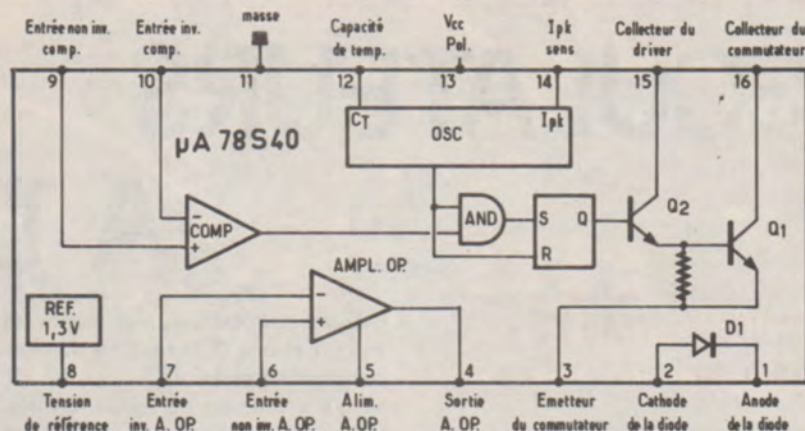 masse
Entrée non inv.
comp.
Entrée inv.
comp.
Capacité
de temp.
Vcc
Pol.
Ipk
sens
Collecteur du
driver
Collecteur du
commutateur
9
10
11
12
13
14
15
16
CT
OSC
Ipk
µA 78S40
-
COMP
+
AND
S
Q
R
Q2
Q1
AMPL. OP.
-
+
REF.
1,3V
D1
8
7
6
5
4
3
2
1
Tension
de référence
Entrée
inv. A. OP.
Entrée
non inv. A. OP.
Alim.
A. OP.
Sortie
A. OP.
Emetteur
du commutateur
Cathode
de la diode
Anode
de la diode